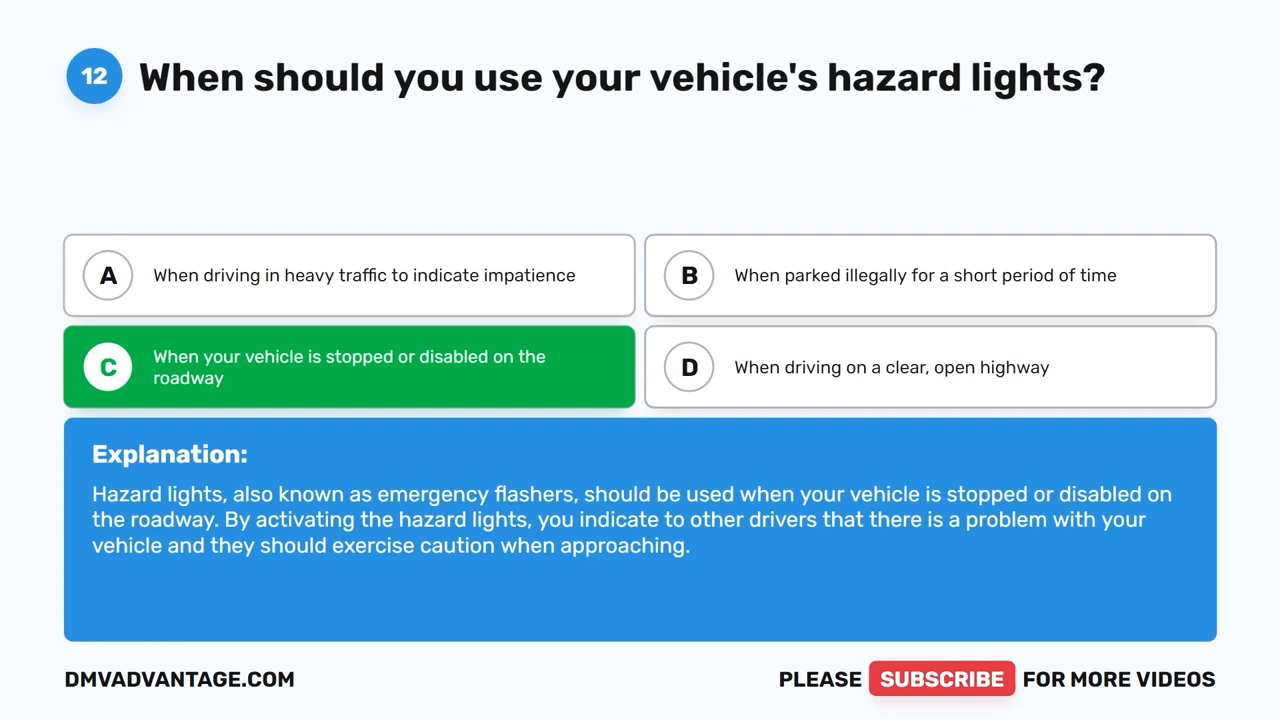 12 When should you use your vehicle's hazard lights?
A When driving in heavy traffic to indicate impatience
B When parked illegally for a short period of time
C When your vehicle is stopped or disabled on the
roadway
D When driving on a clear, open highway
Explanation:
Hazard lights, also known as emergency flashers, should be used when your vehicle is stopped or disabled on
the roadway. By activating the hazard lights, you indicate to other drivers that there is a problem with your
vehicle and they should exercise caution when approaching.
DMVADVANTAGE.COM
PLEASE SUBSCRIBE FOR MORE VIDEOS